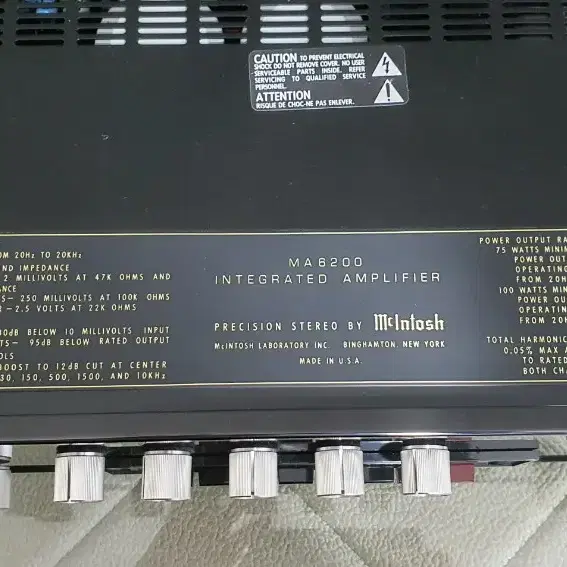 CAUTION TO PREVENT ELECTRICAL
SHOCK DO NOT REMOVE COVER. NO USER
SERVICEABLE PARTS INSIDE. REFER
SERVICING TO QUALIFIED SERVICE
PERSONNEL.
ATTENTION
RISQUE DE CHOC-NE PAS ENLEVER.
OM 20Hz TO 20KHz
ND IMPEDANCE
2 MILLIVOLTS AT 47K OHMS AND
ANCE
S— 250 MILLIVOLTS AT 100K OHMS
R —2.5 VOLTS AT 22K OHMS
80dB BELOW 10 MILLIVOLTS INPUT
TS— 95dB BELOW RATED OUTPUT
OLS
BOOST TO 12dB CUT AT CENTER
30, 150, 500, 1500, AND 10KHz
MA6200
INTEGRATED AMPLIFIER
PRECISION STEREO BY McIntosh
McINTOSH LABORATORY INC. BINGHAMTON, NEW YORK
MADE IN U.S.A.
POWER OUTPUT RA
75 WATTS MINIM
POWER OUT
OPERATING
FROM 20H
100 WATTS MIN
POWER OU
OPERATIN
FROM 20H
TOTAL HARMONIC
0.05% MAX A
TO RATED
BOTH CHA